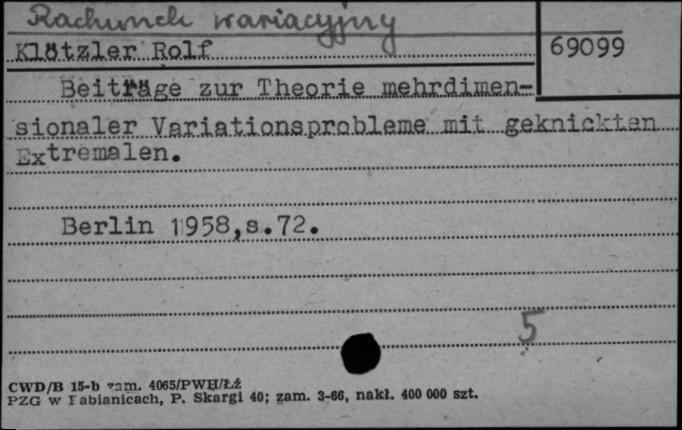 Rachunek wariacyjny
Klötzler Rolf
69099
Beiträge zur Theorie mehrdimen-
sionaler Variationsprobleme mit geknickten
Extremalen.
Berlin 1958,s.72.
5
CWD/B 15-b zam. 4065/PWH/Łż
PZG w Pabianicach, P. Skargi 40; zam. 3-66, nakł. 400 000 szt.